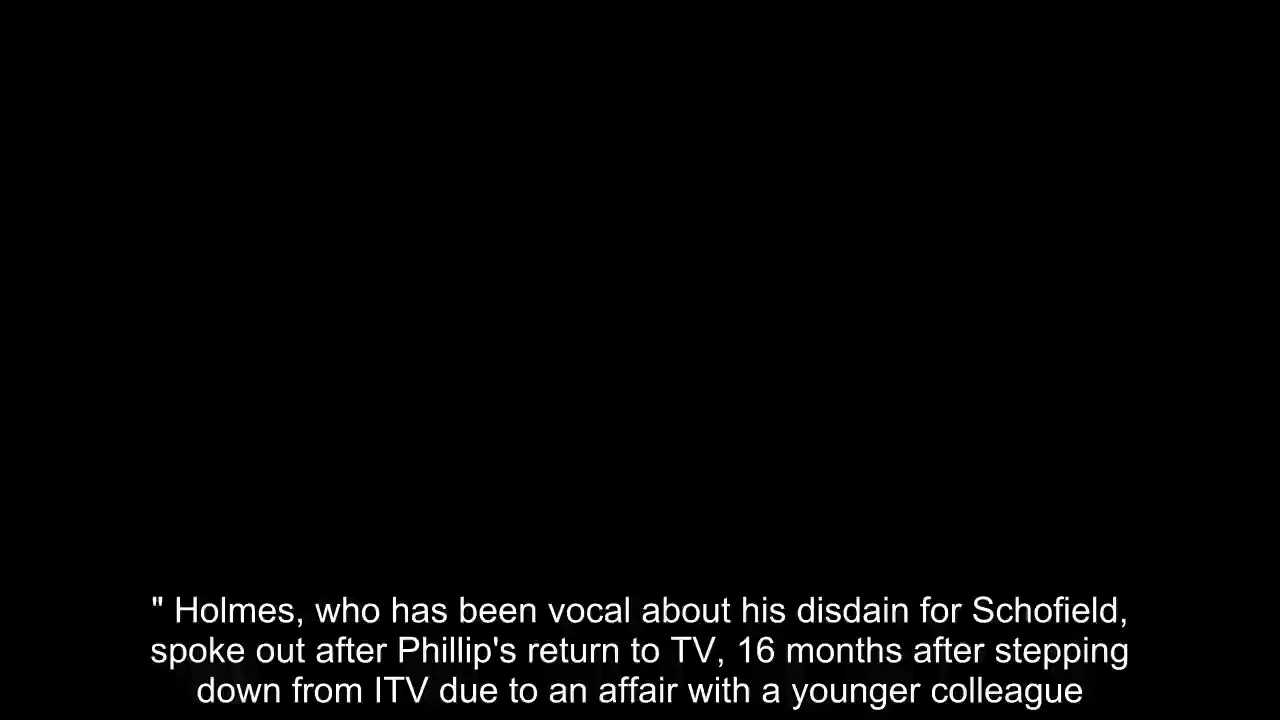 " Holmes, who has been vocal about his disdain for Schofield,
spoke out after Phillip's return to TV, 16 months after stepping
down from ITV due to an affair with a younger colleague